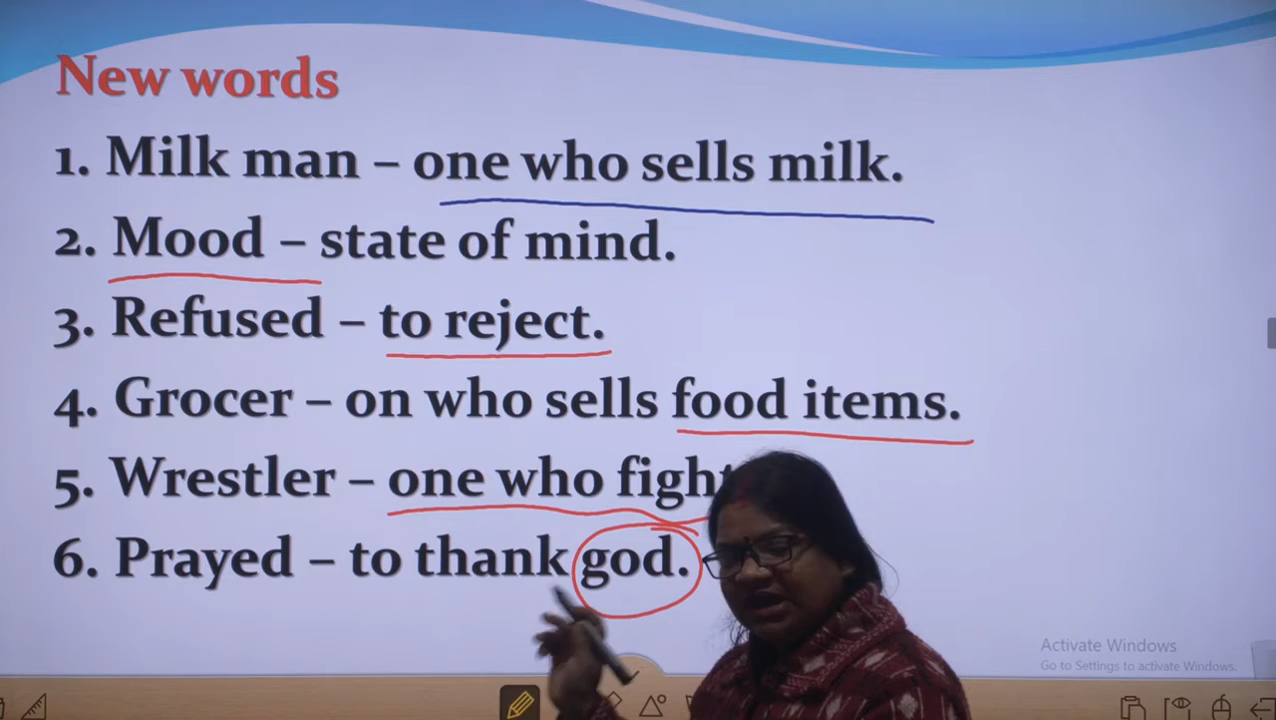 New words
1. Milk man – one who sells milk.
2. Mood – state of mind.
3. Refused – to reject.
4. Grocer – on who sells food items.
5. Wrestler – one who
6. Prayed – to thank god.
Activate Windows
Go to Settings to activate Windows.